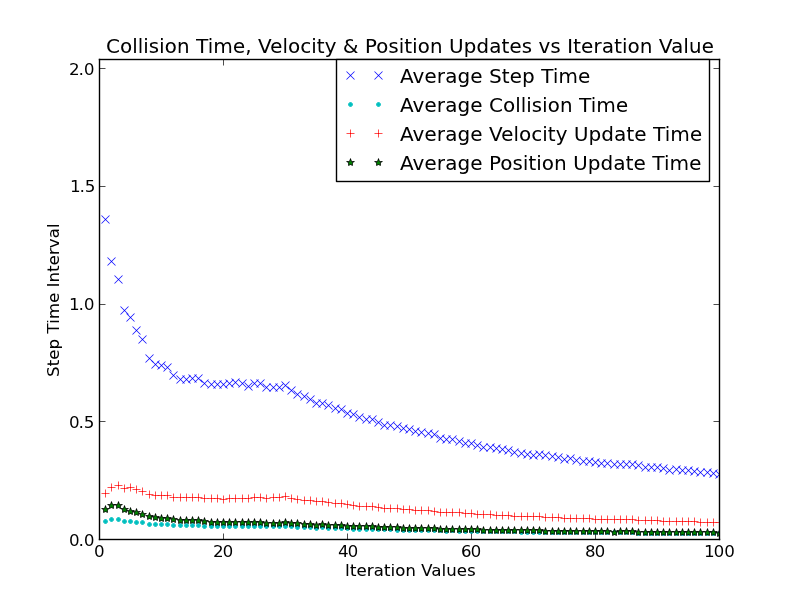 Collision Time, Velocity & Position Updates vs Iteration Value
Average Step Time
Average Collision Time
Average Velocity Update Time
Average Position Update Time
Step Time Interval
2.0
1.5
1.0
0.5
0.0
0 20 40 60 80 100
Iteration Values